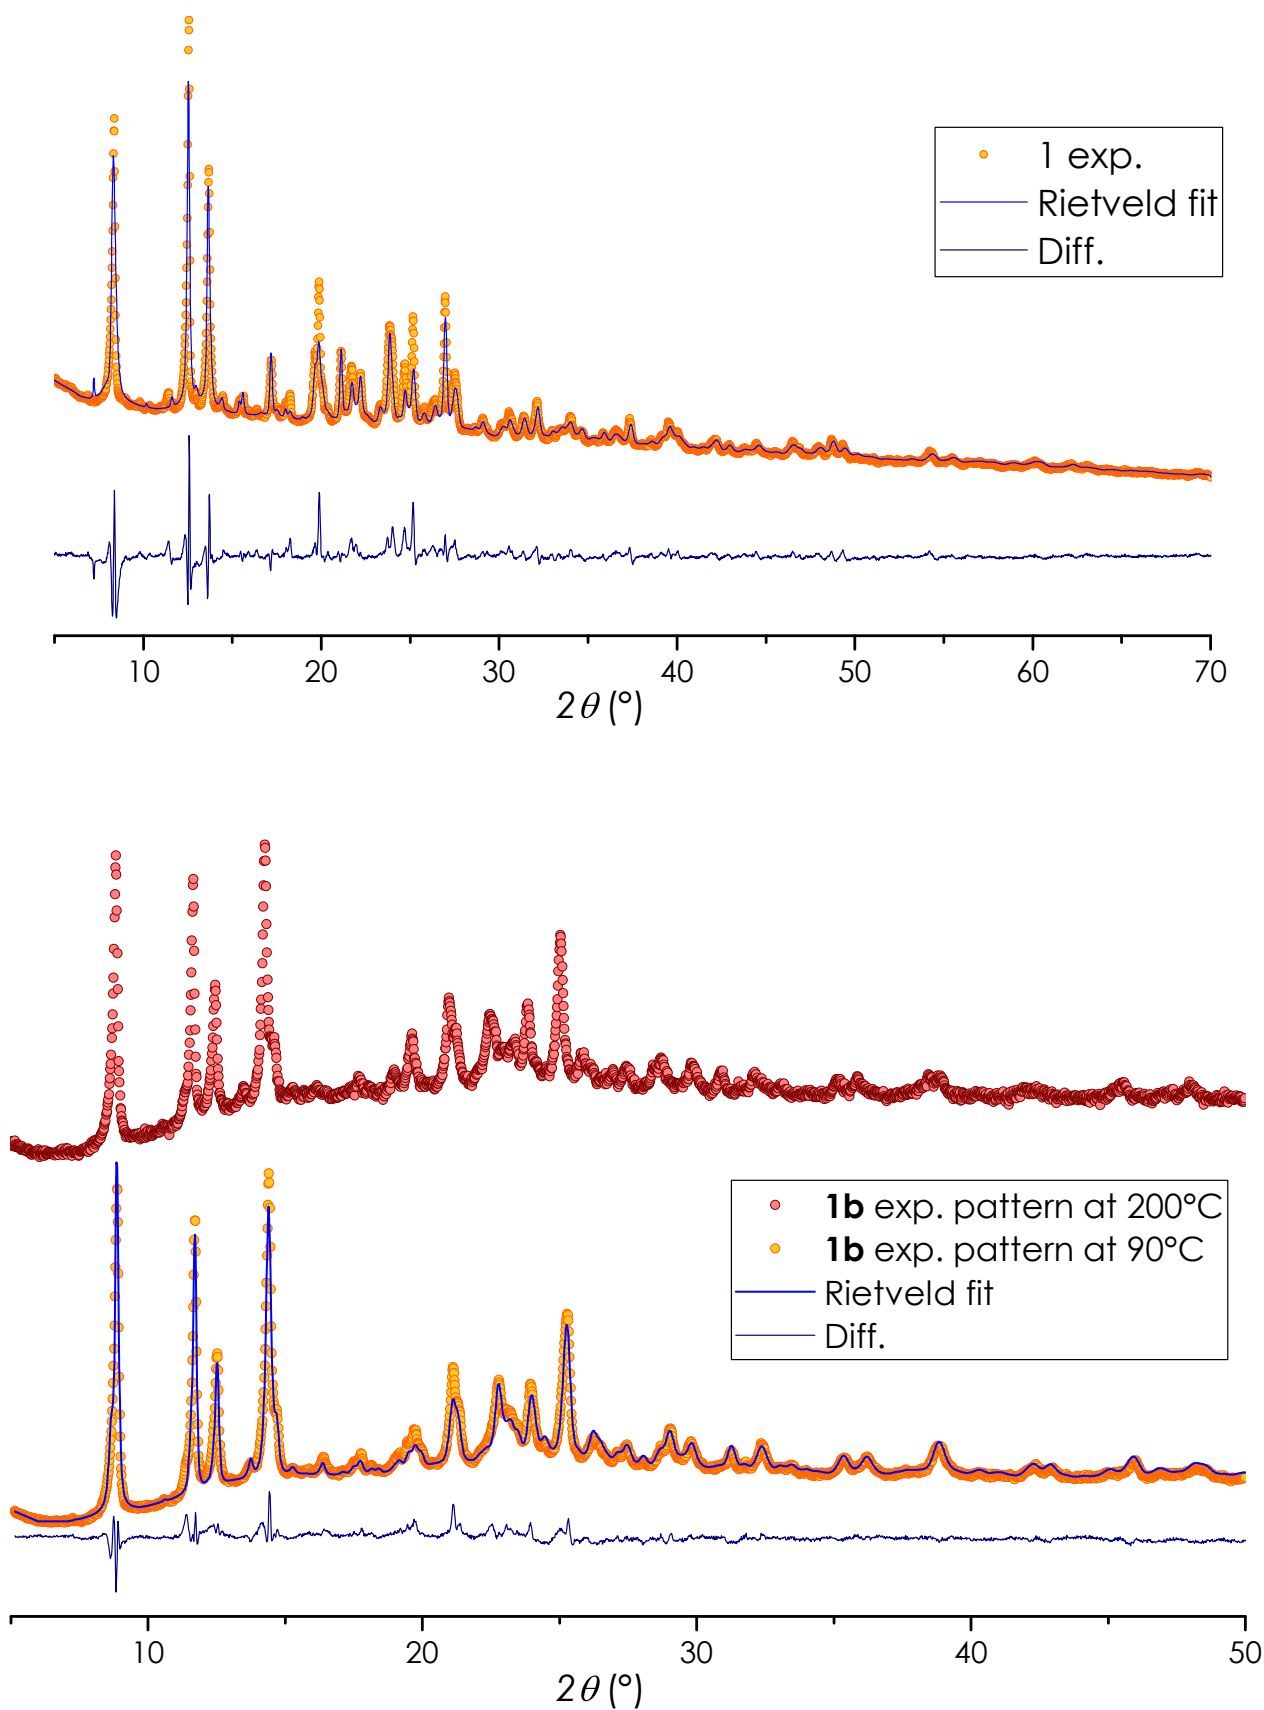 1 exp.
Rietveld fit
Diff.
10 20 30 40 50 60 70
2θ (°)
1b exp. pattern at 200°C
1b exp. pattern at 90°C
Rietveld fit
Diff.
10 20 30 40 50
2θ (°)